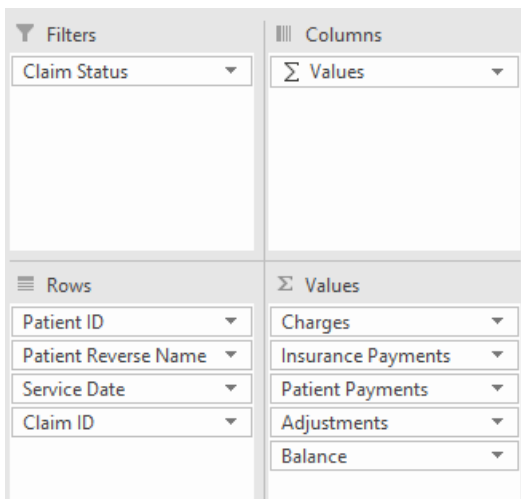 Filters
Columns
Claim Status
Σ Values
Rows
Σ Values
Patient ID
Charges
Patient Reverse Name
Insurance Payments
Service Date
Patient Payments
Claim ID
Adjustments
Balance